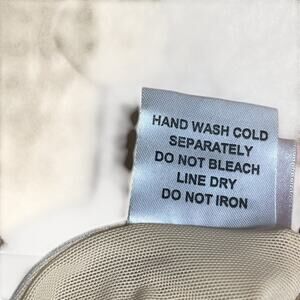 HAND WASH COLD
SEPARATELY
DO NOT BLEACH
LINE DRY
DO NOT IRON